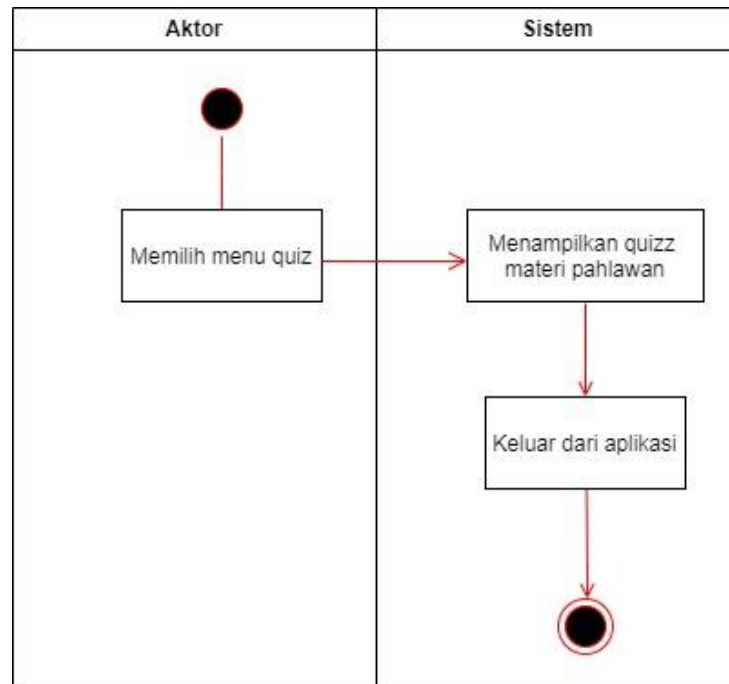 Aktor
Sistem
Memilih menu quiz
Menampilkan quizz
materi pahlawan
Keluar dari aplikasi